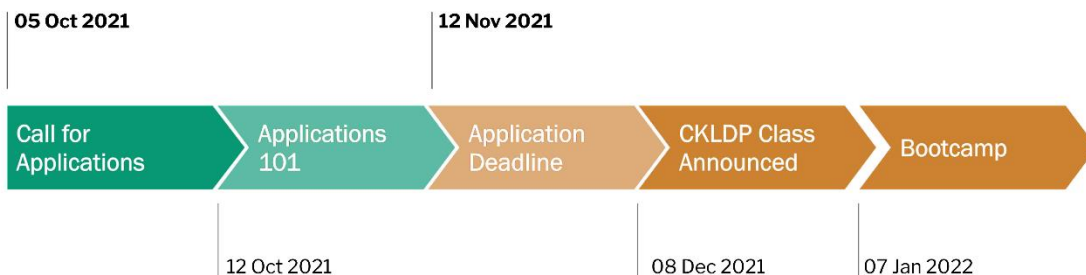 05 Oct 2021
12 Nov 2021
Call for
Applications
Applications
101
Application
Deadline
CKLDP Class
Announced
Bootcamp
12 Oct 2021
08 Dec 2021
07 Jan 2022